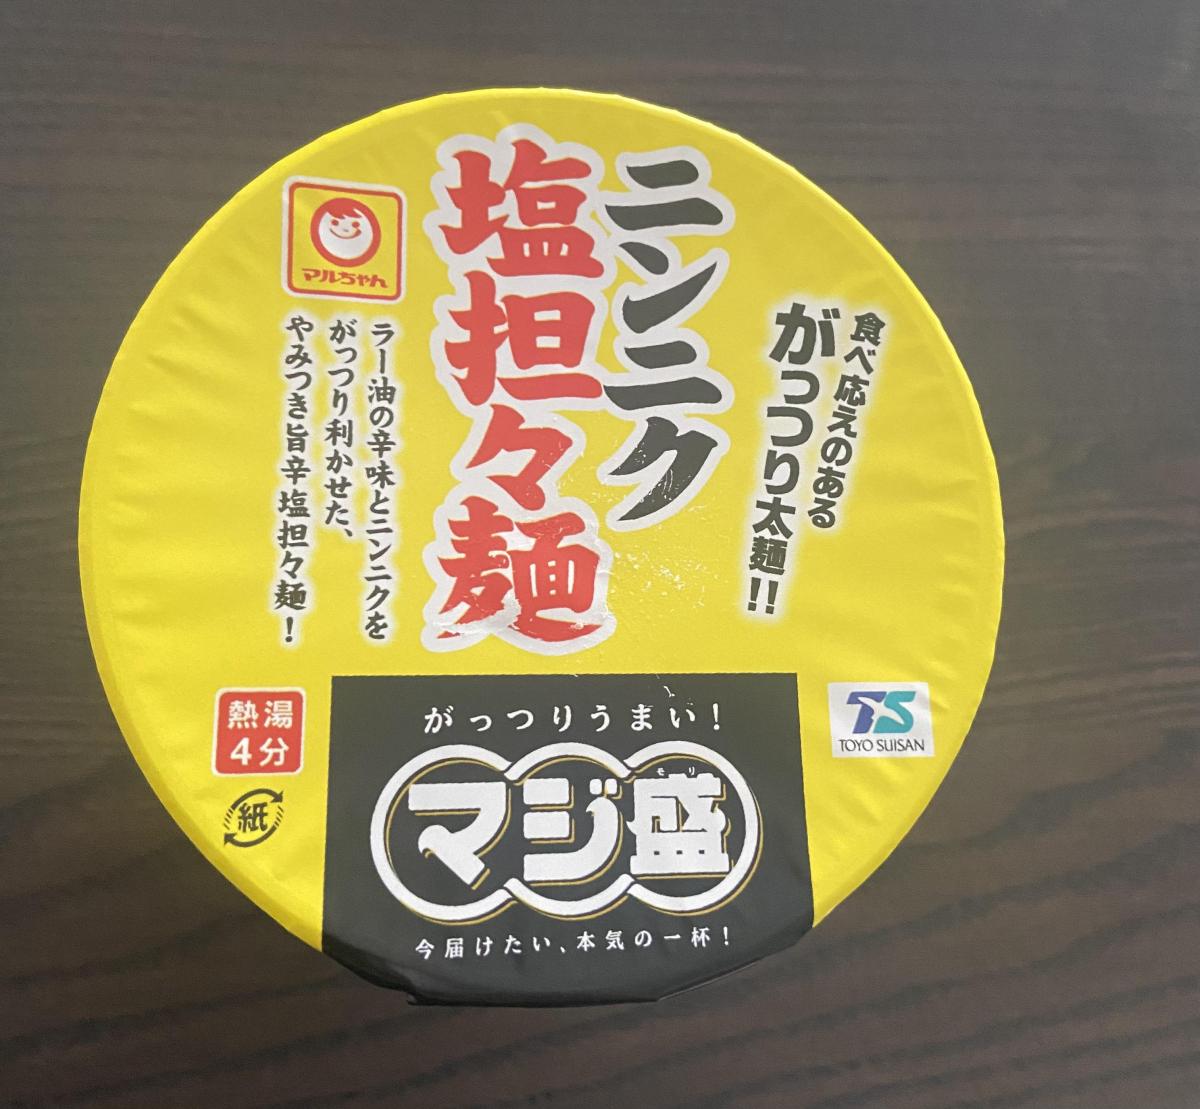 食べ応えのある
がっつり太麺!!
ニンニク
塩担々麺
マルちゃん
ラー油の辛味とニンニクを
がっつり利かせた、
やみつき旨辛塩担々麺!
熱湯
4分
紙
TS
TOYO SUISAN
がっつりうまい!
モリ
マジ盛
今届けたい、本気の一杯!